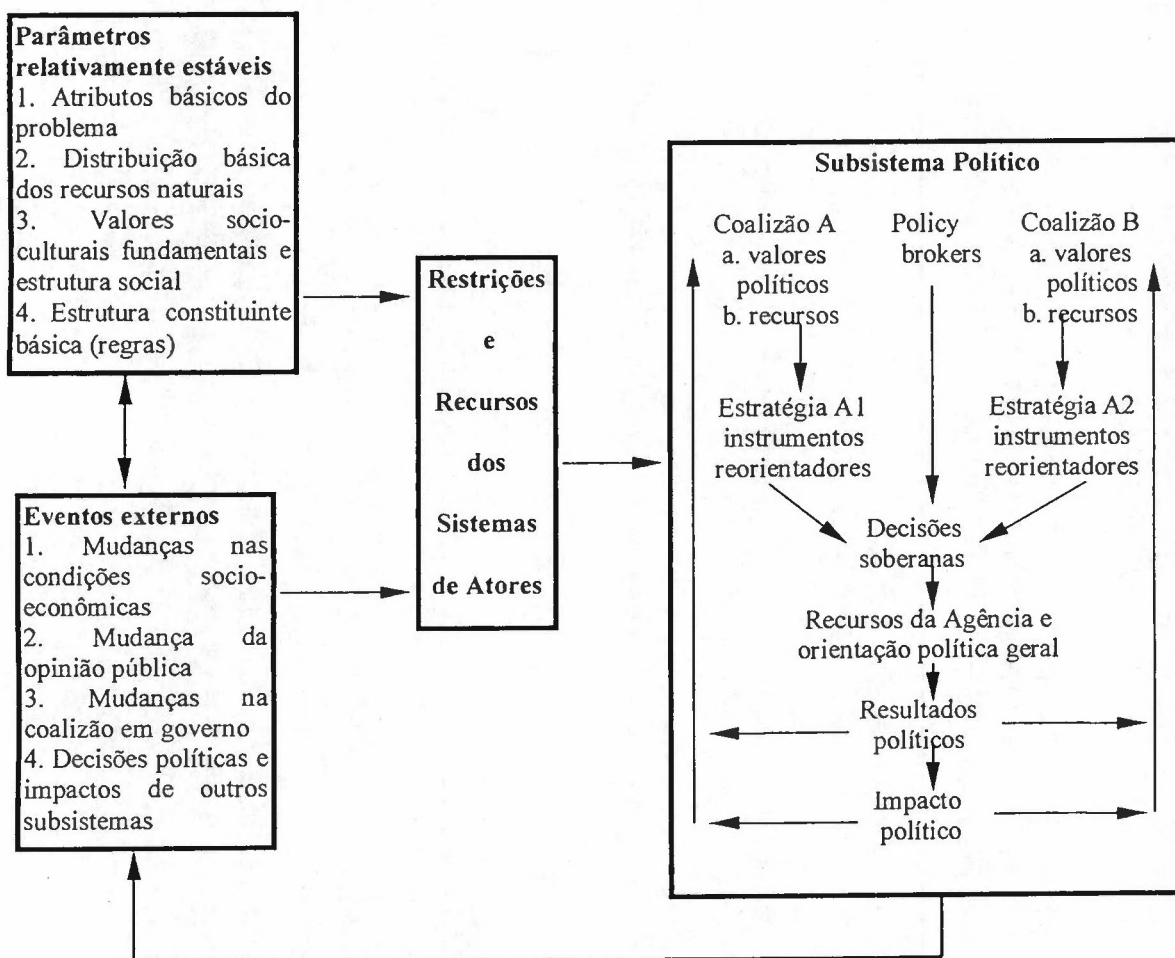 Parâmetros
relativamente estáveis
1. Atributos básicos do
problema
2. Distribuição básica
dos recursos naturais
3. Valores socio-
culturais fundamentais e
estrutura social
4. Estrutura constituinte
básica (regras)
Eventos externos
1. Mudanças nas
condições socio-
econômicas
2. Mudança da
opinião pública
3. Mudanças na
coalizão em governo
4. Decisões políticas e
impactos de outros
subsistemas
Restrições
e
Recursos
dos
Sistemas
de Atores
Subsistema Político
Coalizão A
a. valores
políticos
b. recursos
Policy
brokers
Coalizão B
a. valores
políticos
b. recursos
Estratégia A1
instrumentos
reorientadores
Estratégia A2
instrumentos
reorientadores
Decisões
soberanas
Recursos da Agência e
orientação política geral
Resultados
políticos
Impacto
político